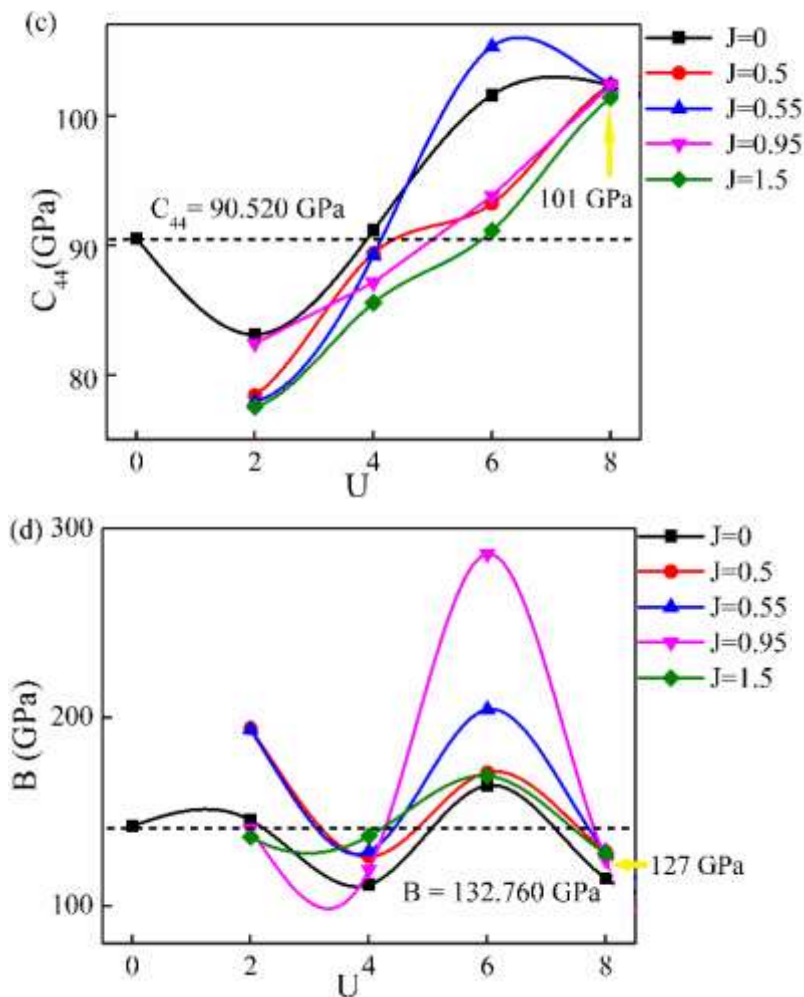 (c)
J=0
J=0.5
J=0.55
J=0.95
J=1.5
100
90
80
C44(GPa)
C44 = 90.520 GPa
101 GPa
0 2 4 6 8
U
(d)
300
200
100
B (GPa)
J=0
J=0.5
J=0.55
J=0.95
J=1.5
127 GPa
B = 132.760 GPa
0 2 4 6 8
U